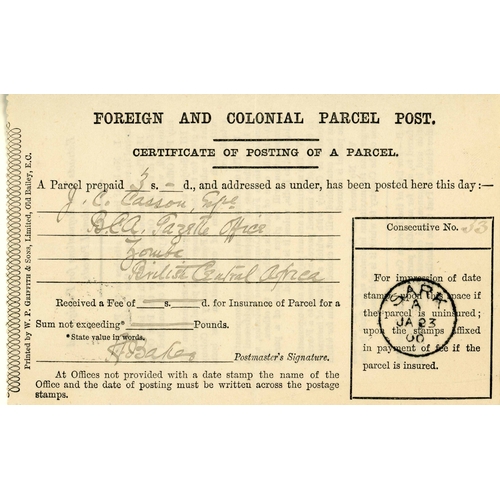 FOREIGN AND COLONIAL PARCEL POST.
CERTIFICATE OF POSTING OF A PARCEL.
A Parcel prepaid 3 s. – d., and addressed as under, has been posted here this day:—
J. C. Casson, Esqre
B.C.A. Gazette Office
Zomba
British Central Africa
Received a Fee of — s. — d. for Insurance of Parcel for a
Sum not exceeding* — Pounds.
*State value in words.
Baker
Postmaster's Signature.
At Offices not provided with a date stamp the name of the
Office and the date of posting must be written across the postage
stamps.
Consecutive No. 53
For impression of date
stamp upon the space if
the parcel is uninsured;
upon the stamps affixed
in payment of fee if the
parcel is insured.
SARK
A
JA 23
00
Printed by W. P. Griffith & Sons, Limited, Old Bailey, E.C.